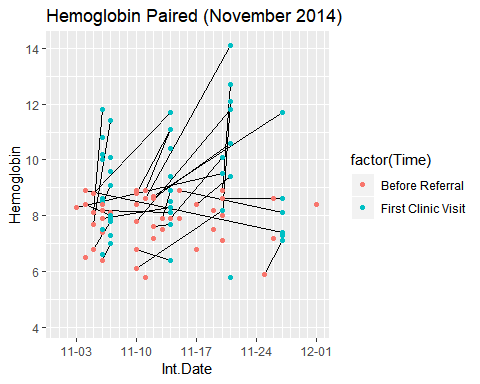 Hemoglobin Paired (November 2014)
14
12
10
8
6
4
Hemoglobin
11-03
11-10
11-17
11-24
12-01
Int.Date
factor(Time)
Before Referral
First Clinic Visit